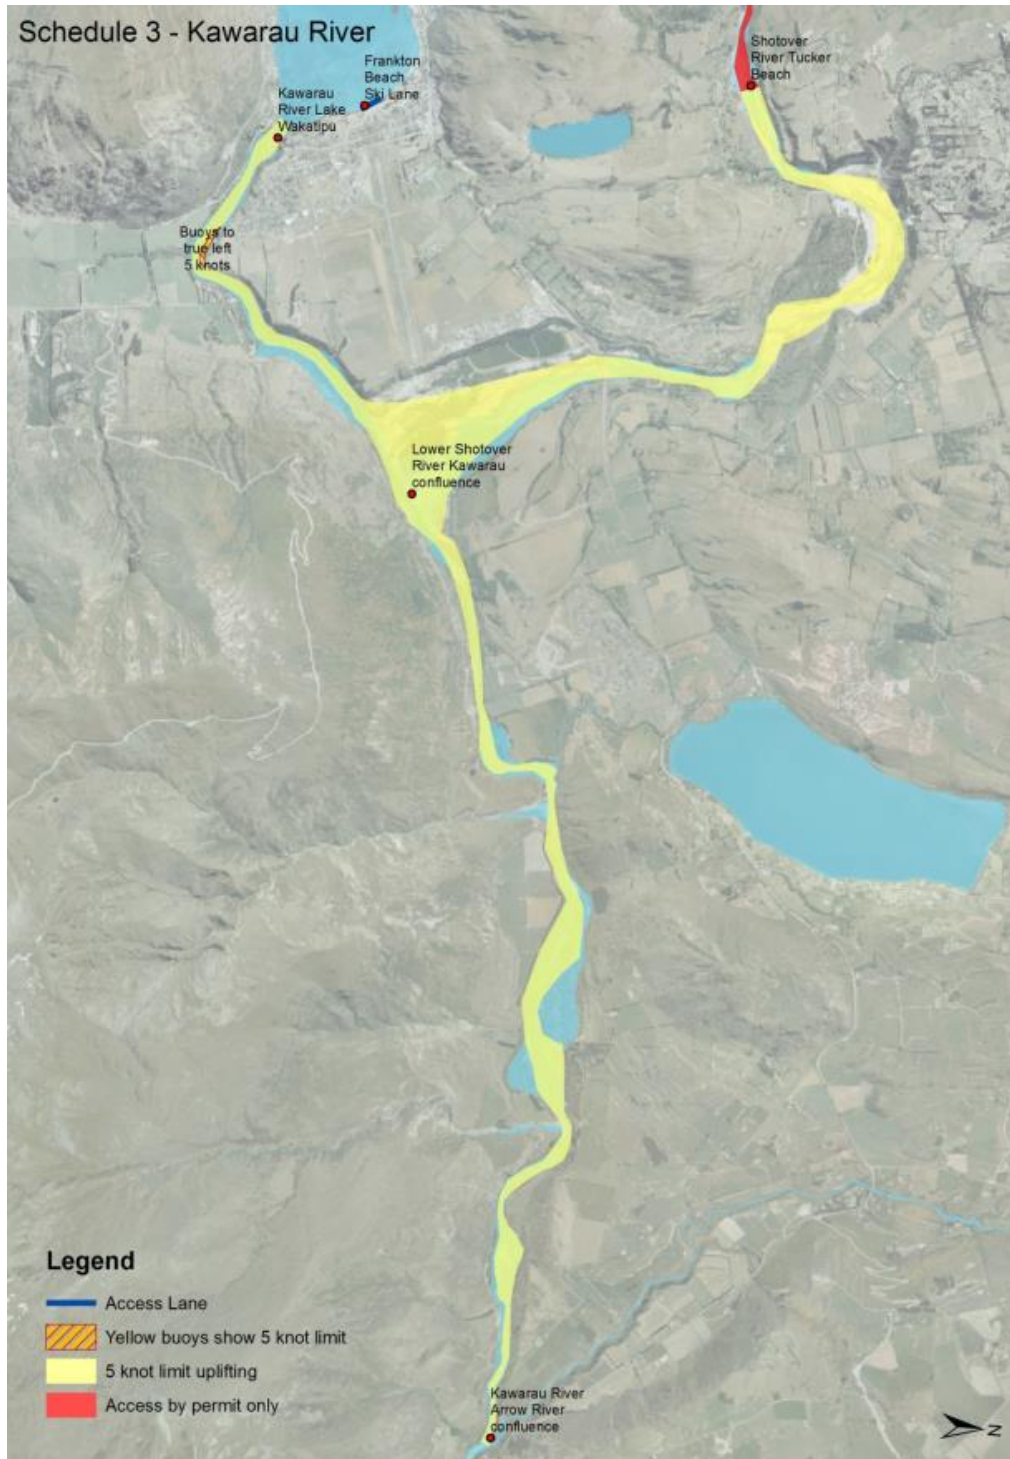 Schedule 3 - Kawarau River
Frankton
Beach
Ski Lane
Kawarau
River Lake
Wakatipu
Shotover
River Tucker
Beach
Buoys to
true left
5 knots
Lower Shotover
River Kawarau
confluence
Kawarau River
Arrow River
confluence
Legend
Access Lane
Yellow buoys show 5 knot limit
5 knot limit uplifting
Access by permit only
N